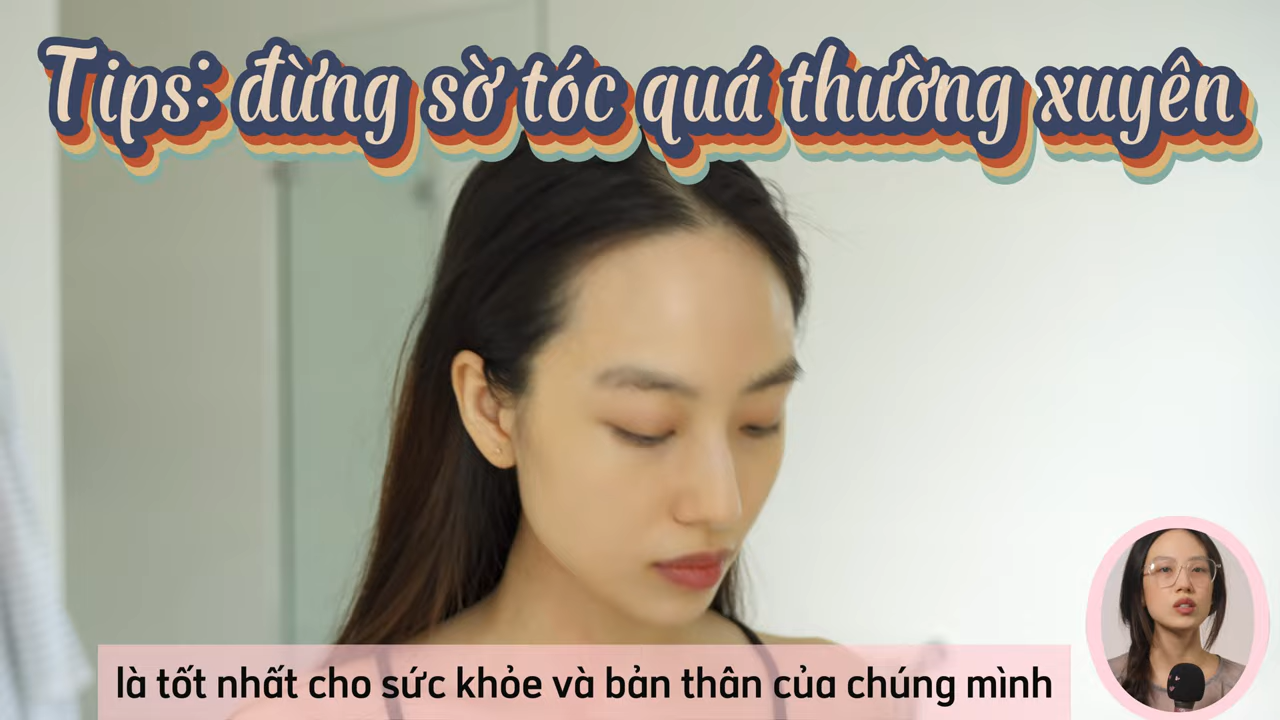 Tips: đừng sờ tóc quá thường xuyên
là tốt nhất cho sức khỏe và bản thân của chúng mình